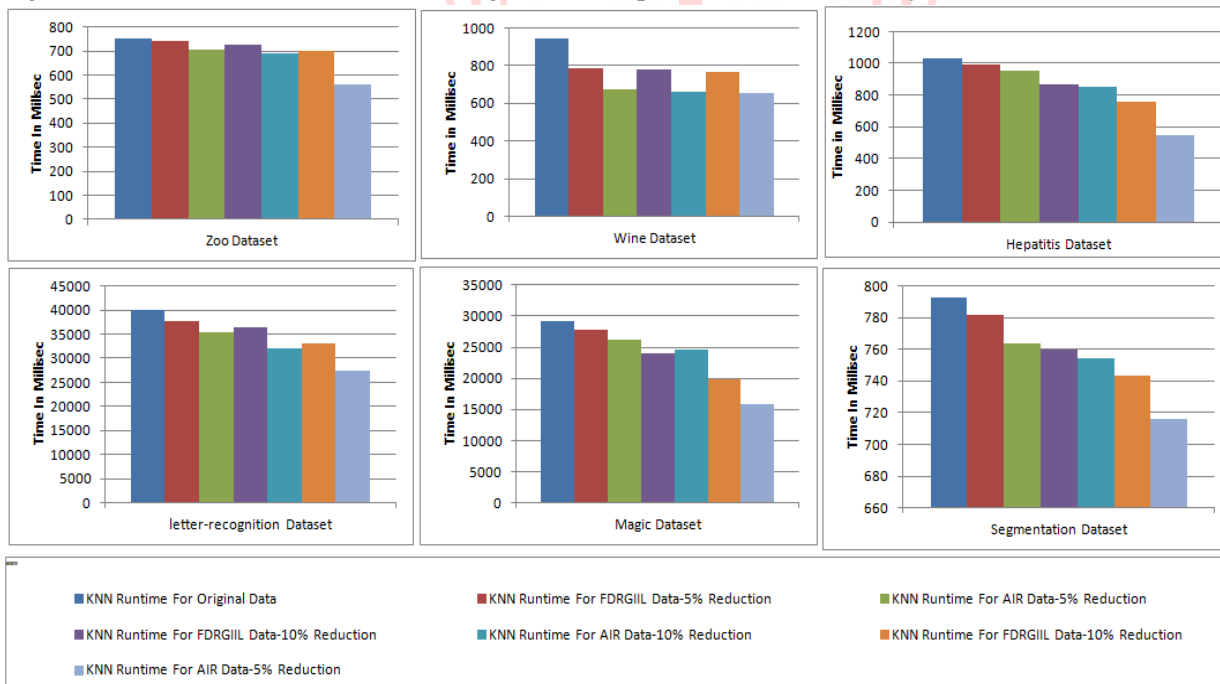 800
700
600
500
400
300
200
100
0
Time In Millisec
Zoo Dataset
1000
800
600
400
200
0
Time in Millisec
Wine Dataset
1200
1000
800
600
400
200
0
Time in Millisec
Hepatitis Dataset
45000
40000
35000
30000
25000
20000
15000
10000
5000
0
Time In Millisec
letter-recognition Dataset
35000
30000
25000
20000
15000
10000
5000
0
Time In Millisec
Magic Dataset
800
780
760
740
720
700
680
660
Time In Millisec
Segmentation Dataset
KNN Runtime For Original Data
KNN Runtime For FDRGIIL Data-5% Reduction
KNN Runtime For AIR Data-5% Reduction
KNN Runtime For FDRGIIL Data-10% Reduction
KNN Runtime For AIR Data-10% Reduction
KNN Runtime For FDRGIIL Data-10% Reduction
KNN Runtime For AIR Data-5% Reduction